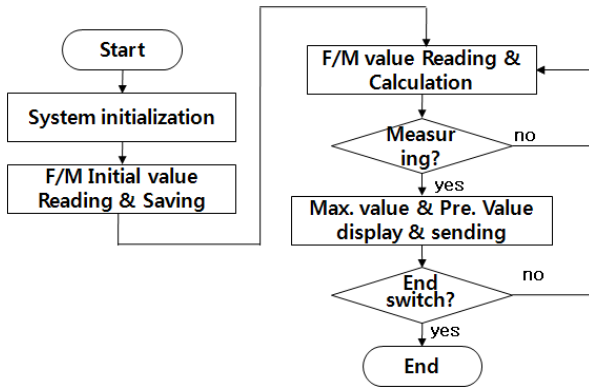 Start
System initialization
F/M Initial value
Reading & Saving
F/M value Reading &
Calculation
Measur
ing?
no
yes
Max. value & Pre. Value
display & sending
End
switch?
no
yes
End